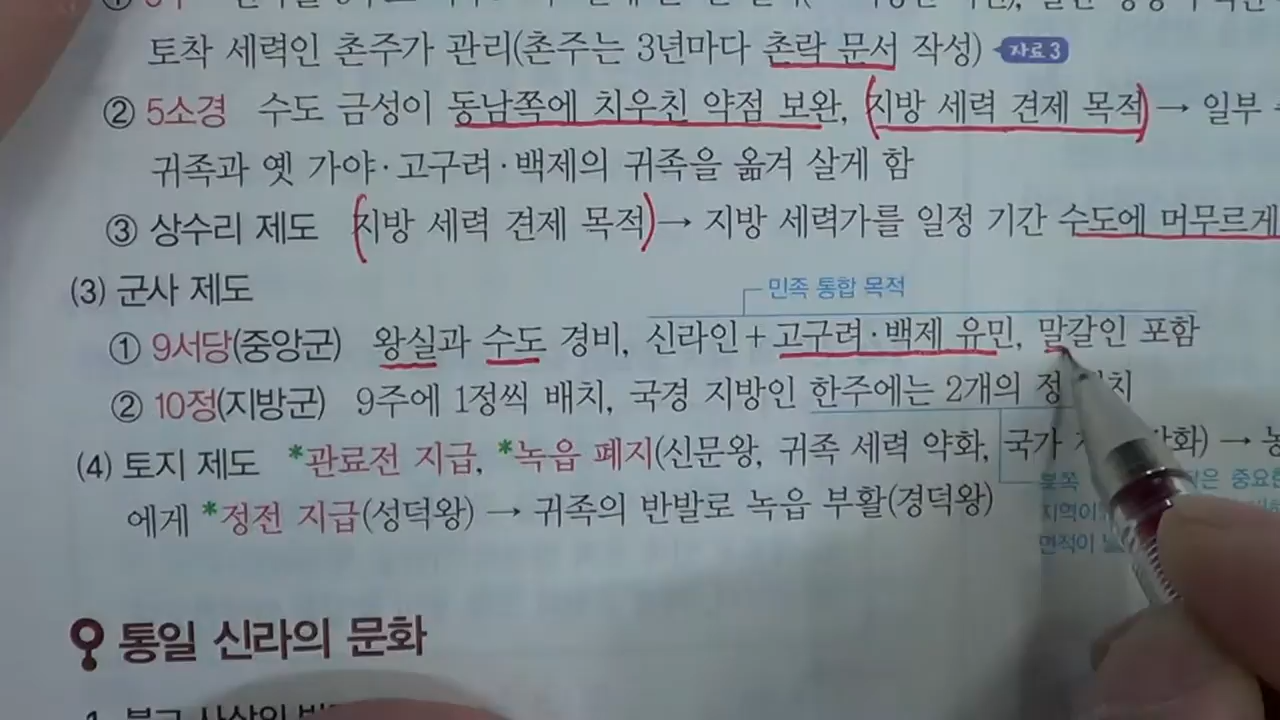 토착 세력인 촌주가 관리(촌주는 3년마다 촌락 문서 작성) 자료 3
② 5소경 수도 금성이 동남쪽에 치우친 약점 보완, 지방 세력 견제 목적 → 일부
귀족과 옛 가야·고구려·백제의 귀족을 옮겨 살게 함
③ 상수리 제도 지방 세력 견제 목적 → 지방 세력가를 일정 기간 수도에 머무르게
(3) 군사 제도
민족 통합 목적
① 9서당(중앙군) 왕실과 수도 경비, 신라인+고구려·백제 유민, 말갈인 포함
② 10정(지방군) 9주에 1정씩 배치, 국경 지방인 한주에는 2개의 정
(4) 토지 제도 *관료전 지급, *녹읍 폐지(신문왕, 귀족 세력 약화, 국가 →
북쪽 중요한
에게 *정전 지급(성덕왕) → 귀족의 반발로 녹읍 부활(경덕왕)
면적이
통일 신라의 문화